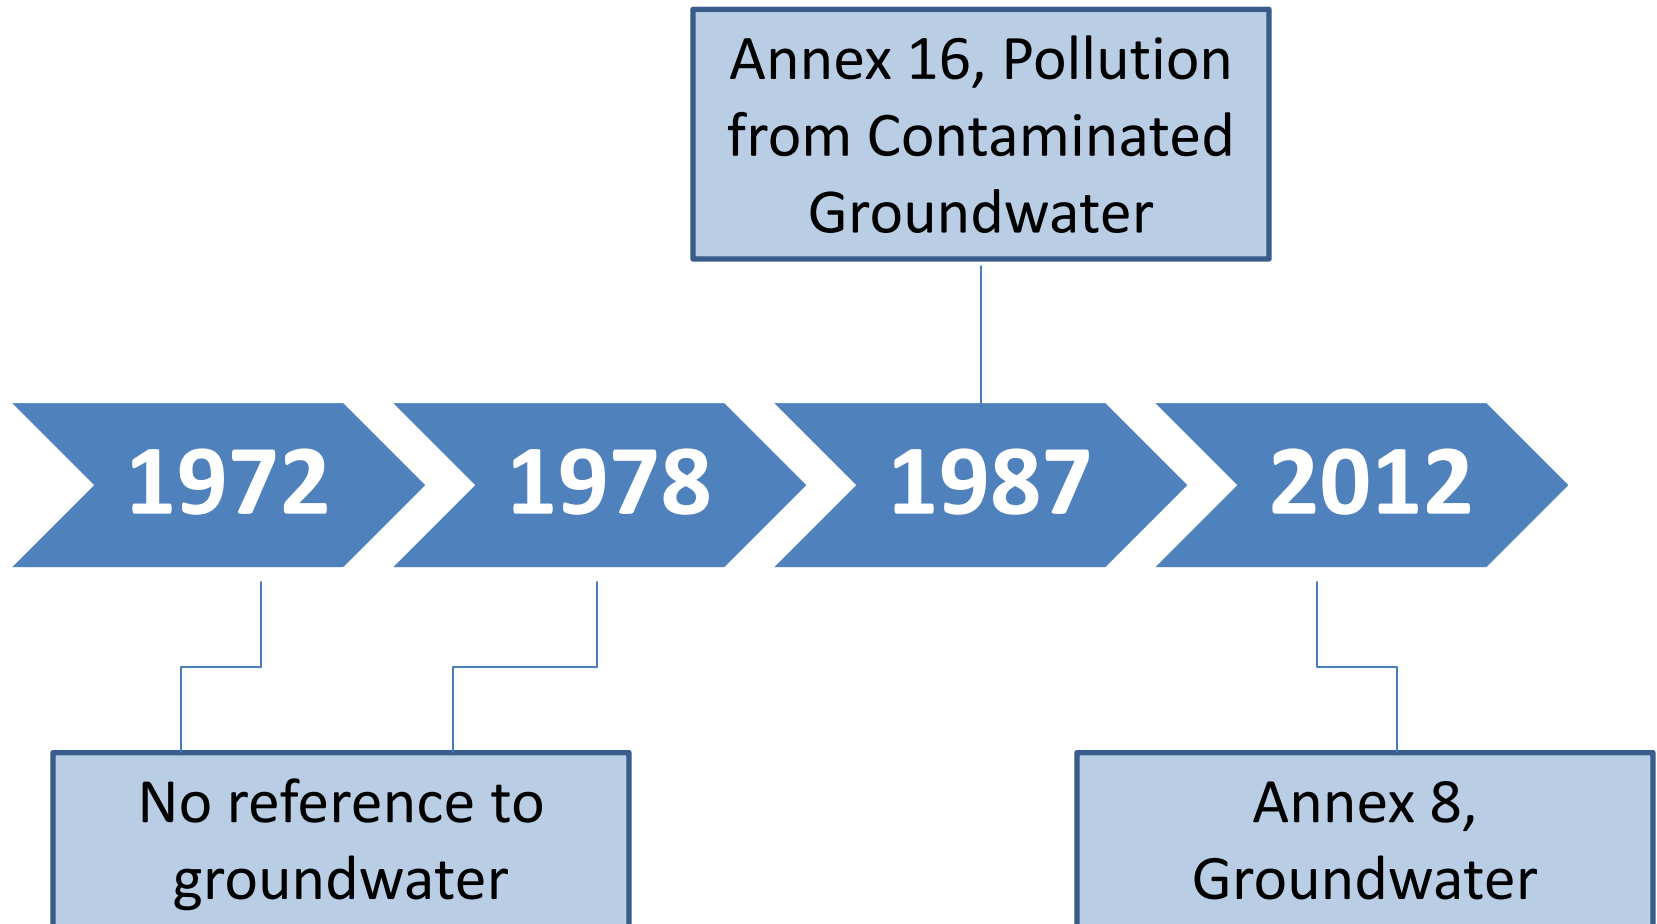 Annex 16, Pollution
from Contaminated
Groundwater
1972
1978
1987
2012
No reference to
groundwater
Annex 8,
Groundwater